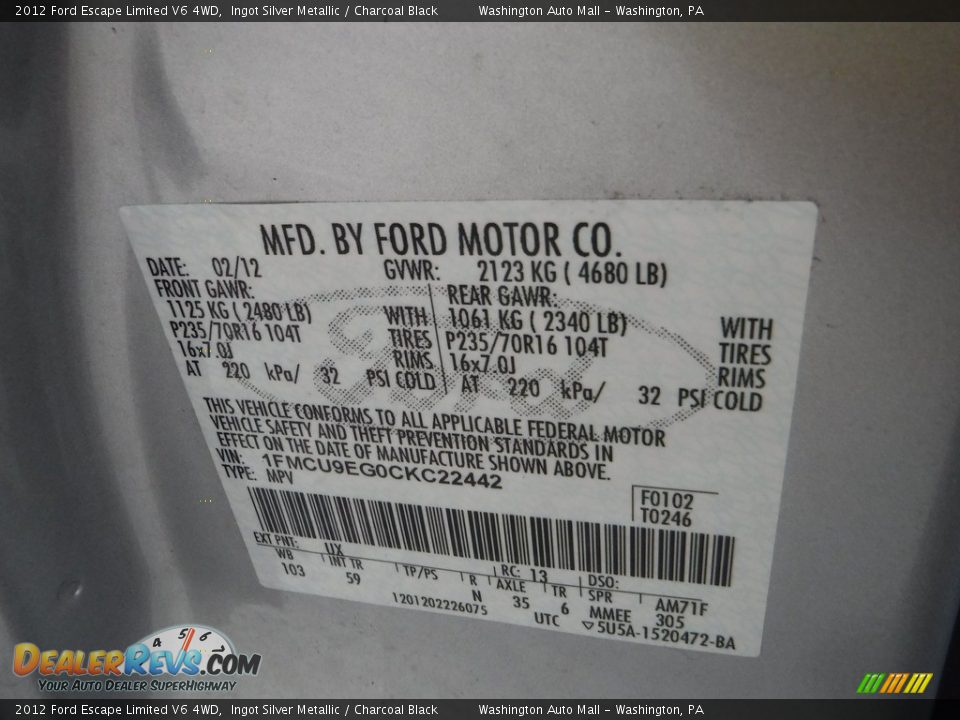 2012 Ford Escape Limited V6 4WD, Ingot Silver Metallic / Charcoal Black Washington Auto Mall - Washington, PA
MFD. BY FORD MOTOR CO.
DATE: 02/12 GVWR: 2123 KG ( 4680 LB)
FRONT GAWR: REAR GAWR:
1125 KG ( 2480 LB) WITH 1061 KG ( 2340 LB) WITH
P235/70R16 104T TIRES P235/70R16 104T TIRES
16x7.0J RIMS 16x7.0J RIMS
AT 220 kPa/ 32 PSI COLD AT 220 kPa/ 32 PSI COLD
Ford
THIS VEHICLE CONFORMS TO ALL APPLICABLE FEDERAL MOTOR
VEHICLE SAFETY AND THEFT PREVENTION STANDARDS IN
EFFECT ON THE DATE OF MANUFACTURE SHOWN ABOVE.
VIN: 1FMCU9EG0CKC22442
TYPE: MPV
F0102
T0246
EXT PNT: UX RC: 13 DSO:
WB INT TR TP/PS R AXLE TR SPR AM71F
103 59 N 35 6 MMEE 305
1201202226075 UTC ▽5U5A-1520472-BA
4 5 6
DEALERREVS.COM
YOUR AUTO DEALER SUPERHIGHWAY
2012 Ford Escape Limited V6 4WD, Ingot Silver Metallic / Charcoal Black Washington Auto Mall - Washington, PA